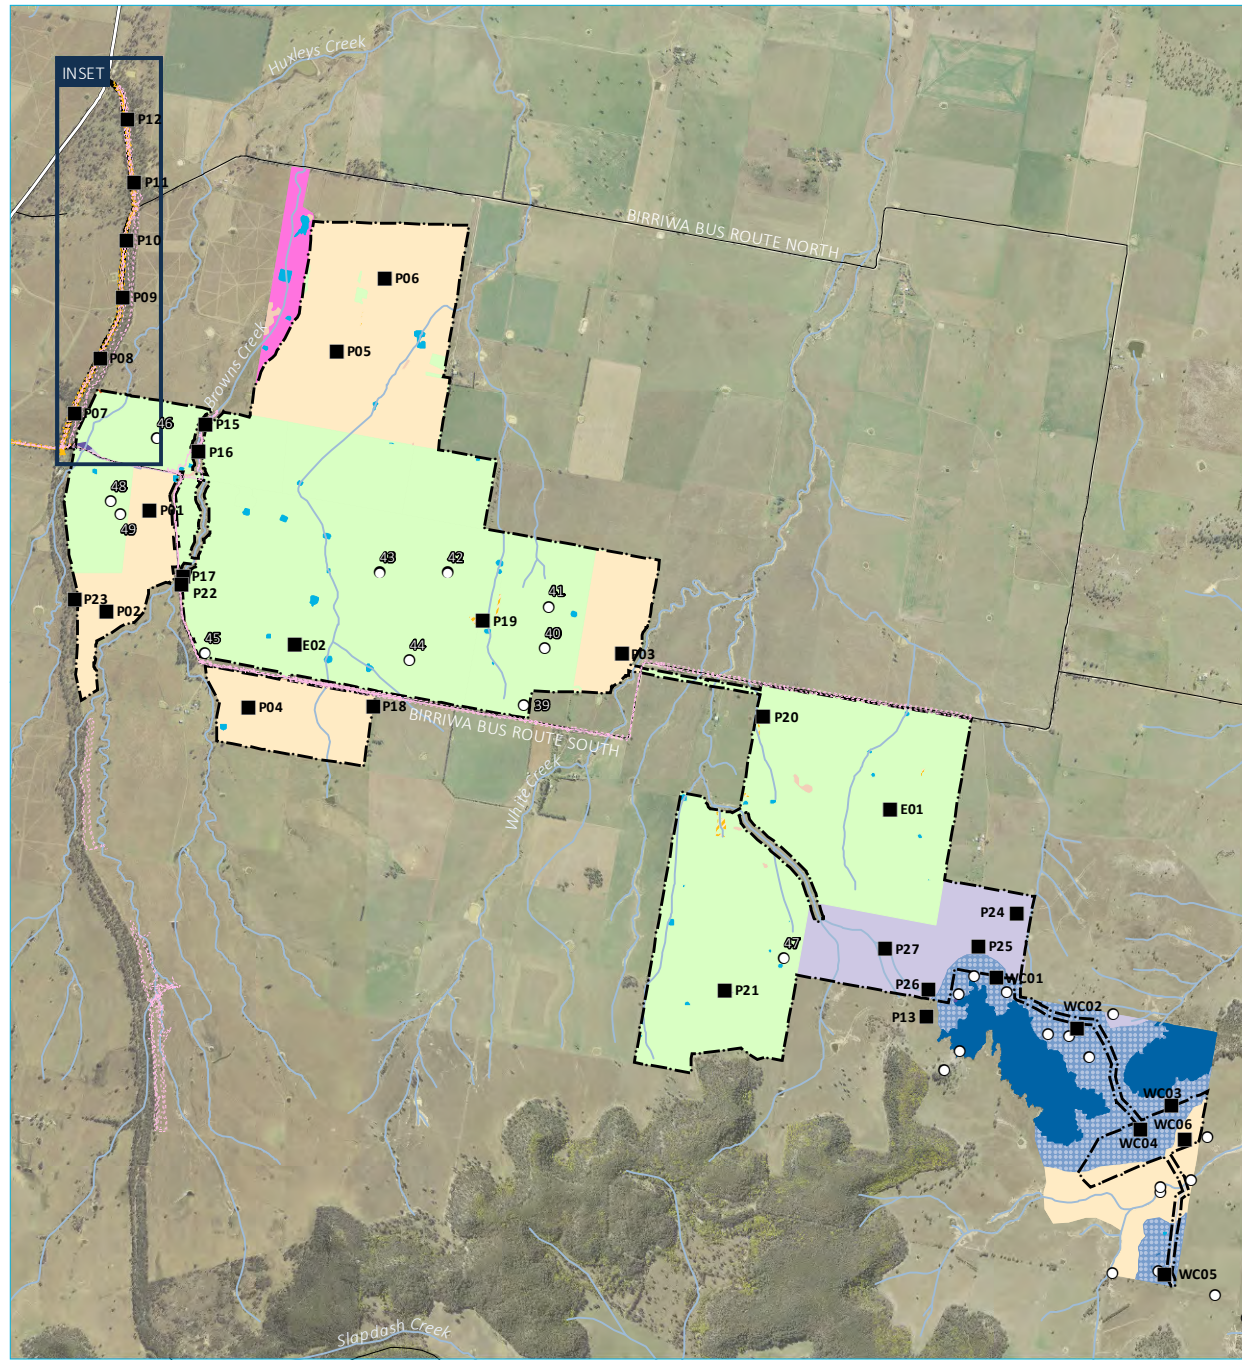 Huxleys Creek
INSET
P12
P11
P10
BIRRIWA BUS ROUTE NORTH
P06
P09
P08
P05
Browns Creek
P07
46
P15
P16
48
49
P01
43
42
P17
P22
41
P23
P02
P19
45
E02
44
40
P03
P04
P18
39
BIRRIWA BUS ROUTE SOUTH
P20
White Creek
E01
P24
P27
P25
47
P21
P26
WC01
P13
WC02
WC03
WC06
WC04
WC05
Slapdash Creek